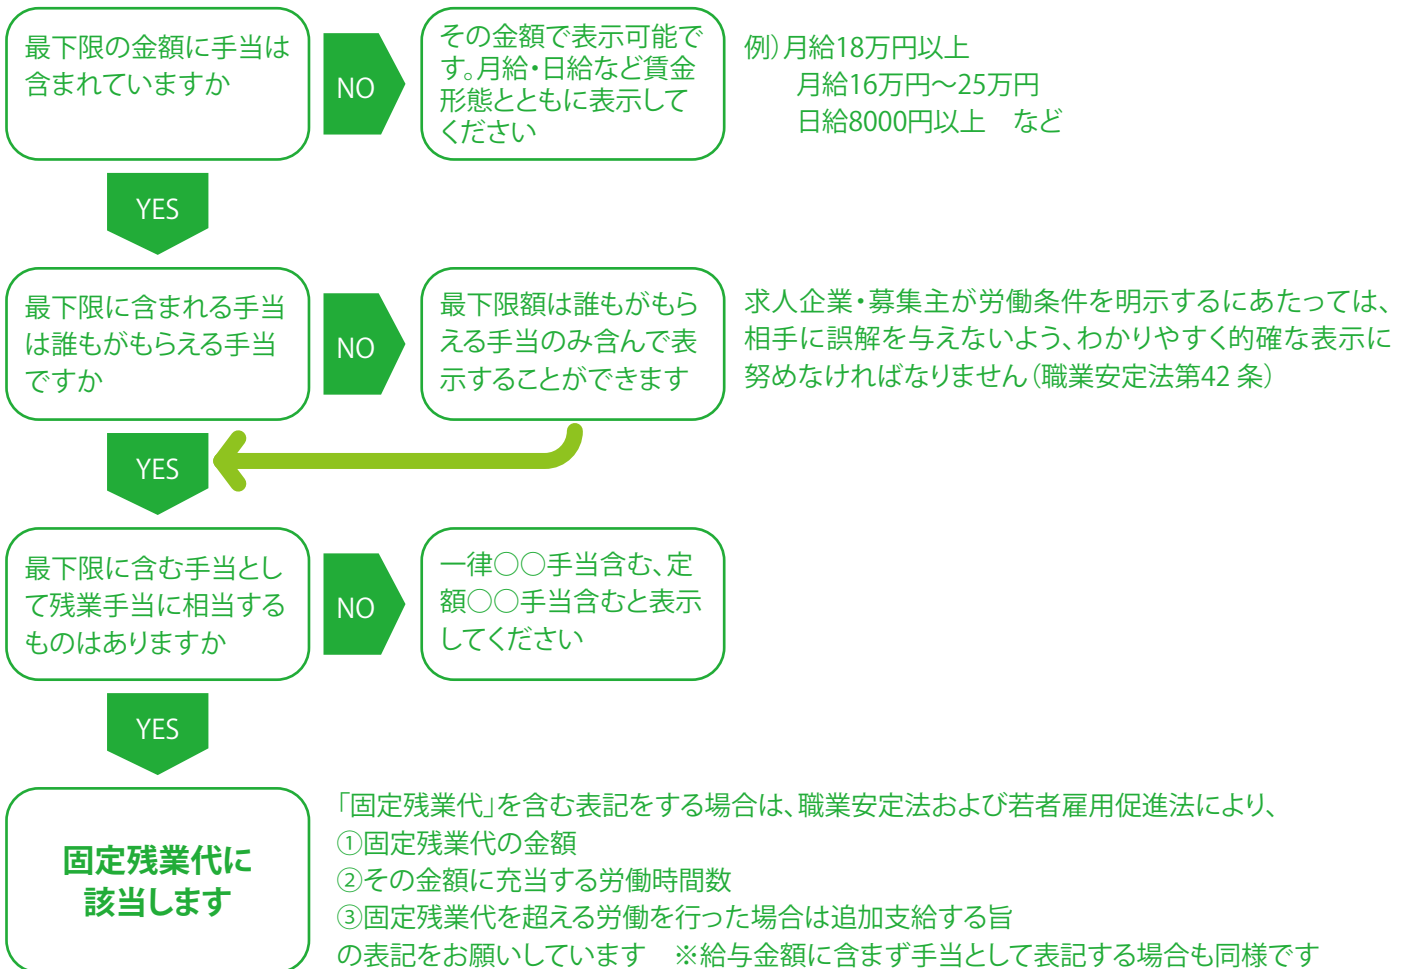 最下限の金額に手当は
含まれていますか
NO
その金額で表示可能で
す。月給・日給など賃金
形態とともに表示して
ください
例）月給18万円以上
月給16万円～25万円
日給8000円以上　など
YES
最下限に含まれる手当
は誰もがもらえる手当
ですか
NO
最下限額は誰もがもら
える手当のみ含んで表
示することができます
求人企業・募集主が労働条件を明示するにあたっては、
相手に誤解を与えないよう、わかりやすく的確な表示に
努めなければなりません（職業安定法第42 条）
YES
最下限に含む手当とし
て残業手当に相当する
ものはありますか
NO
一律○○手当含む、定
額○○手当含むと表示
してください
YES
固定残業代に
該当します
「固定残業代」を含む表記をする場合は、職業安定法および若者雇用促進法により、
①固定残業代の金額
②その金額に充当する労働時間数
③固定残業代を超える労働を行った場合は追加支給する旨
の表記をお願いしています　※給与金額に含まず手当として表記する場合も同様です